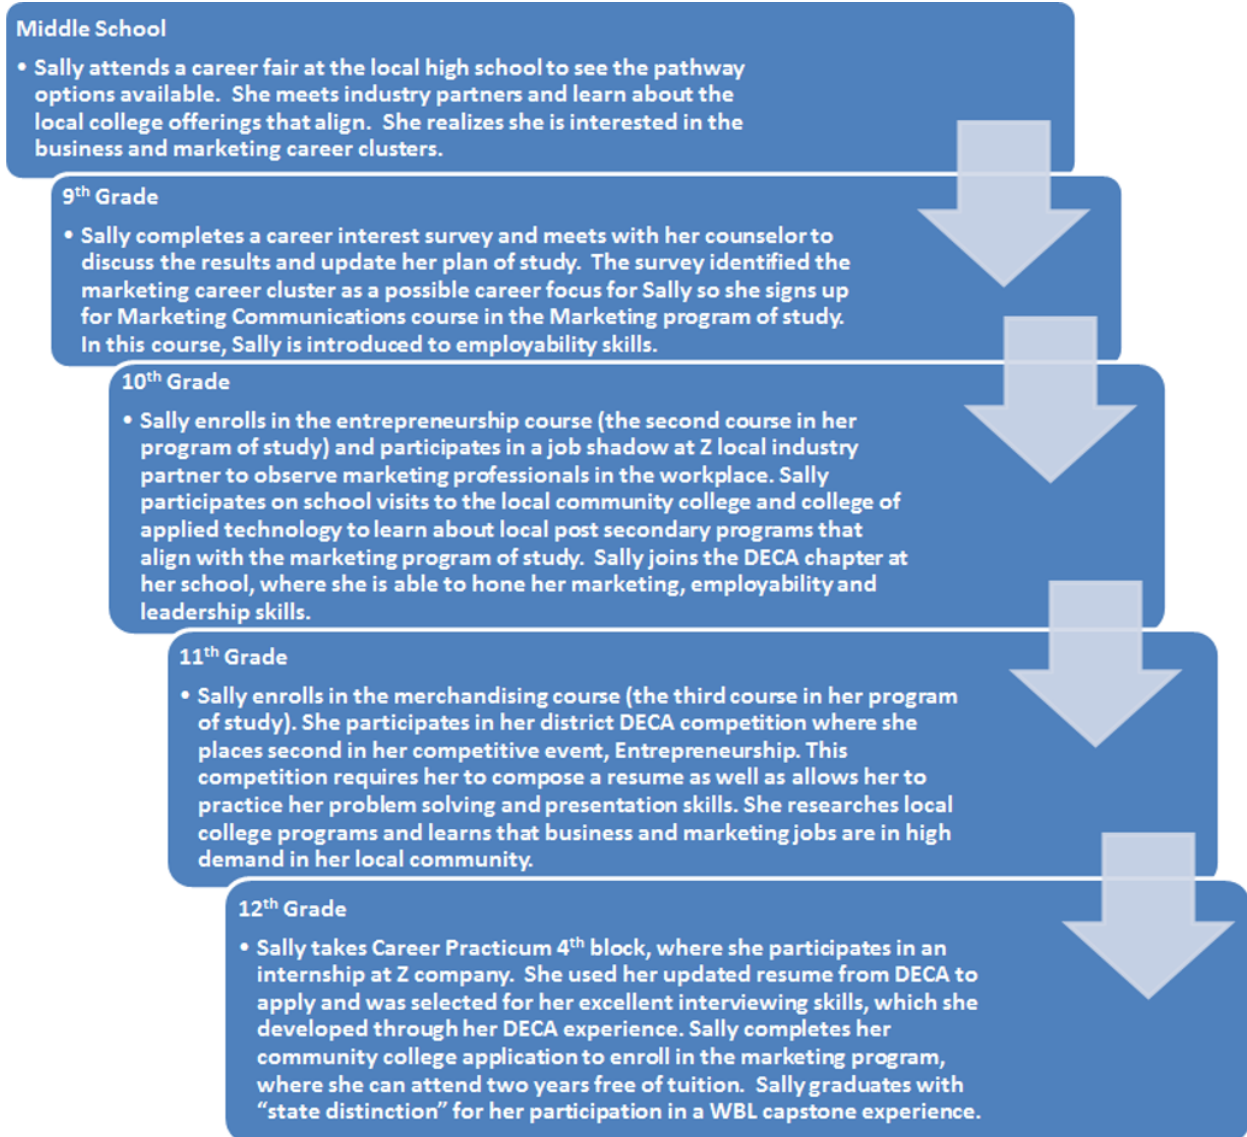 Middle School
• Sally attends a career fair at the local high school to see the pathway
options available.  She meets industry partners and learn about the
local college offerings that align.  She realizes she is interested in the
business and marketing career clusters.
9th Grade
• Sally completes a career interest survey and meets with her counselor to
discuss the results and update her plan of study.  The survey identified the
marketing career cluster as a possible career focus for Sally so she signs up
for Marketing Communications course in the Marketing program of study.
In this course, Sally is introduced to employability skills.
10th Grade
• Sally enrolls in the entrepreneurship course (the second course in her
program of study) and participates in a job shadow at Z local industry
partner to observe marketing professionals in the workplace. Sally
participates on school visits to the local community college and college of
applied technology to learn about local post secondary programs that
align with the marketing program of study.  Sally joins the DECA chapter at
her school, where she is able to hone her marketing, employability and
leadership skills.
11th Grade
• Sally enrolls in the merchandising course (the third course in her program
of study). She participates in her district DECA competition where she
places second in her competitive event, Entrepreneurship. This
competition requires her to compose a resume as well as allows her to
practice her problem solving and presentation skills. She researches local
college programs and learns that business and marketing jobs are in high
demand in her local community.
12th Grade
• Sally takes Career Practicum 4th block, where she participates in an
internship at Z company.  She used her updated resume from DECA to
apply and was selected for her excellent interviewing skills, which she
developed through her DECA experience. Sally completes her
community college application to enroll in the marketing program,
where she can attend two years free of tuition.  Sally graduates with
“state distinction” for her participation in a WBL capstone experience.